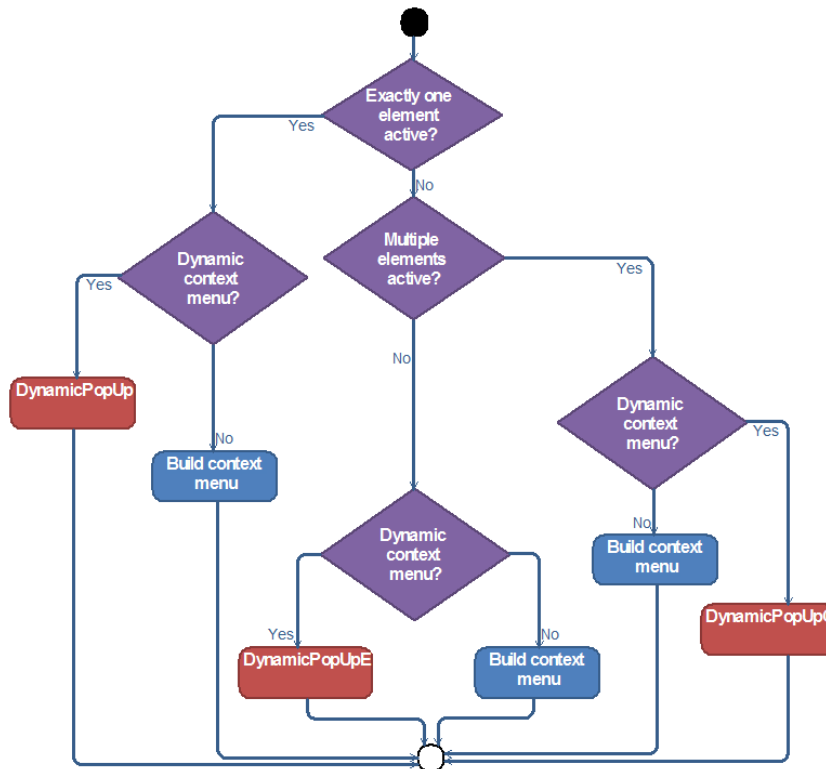 Exactly one
element
active?
Yes
No
Dynamic
context
menu?
Multiple
elements
active?
Yes
Yes
No
DynamicPopUp
Dynamic
context
menu?
Yes
No
Build context
menu
No
Build context
menu
Dynamic
context
menu?
Yes
No
DynamicPopUpE
Build context
menu